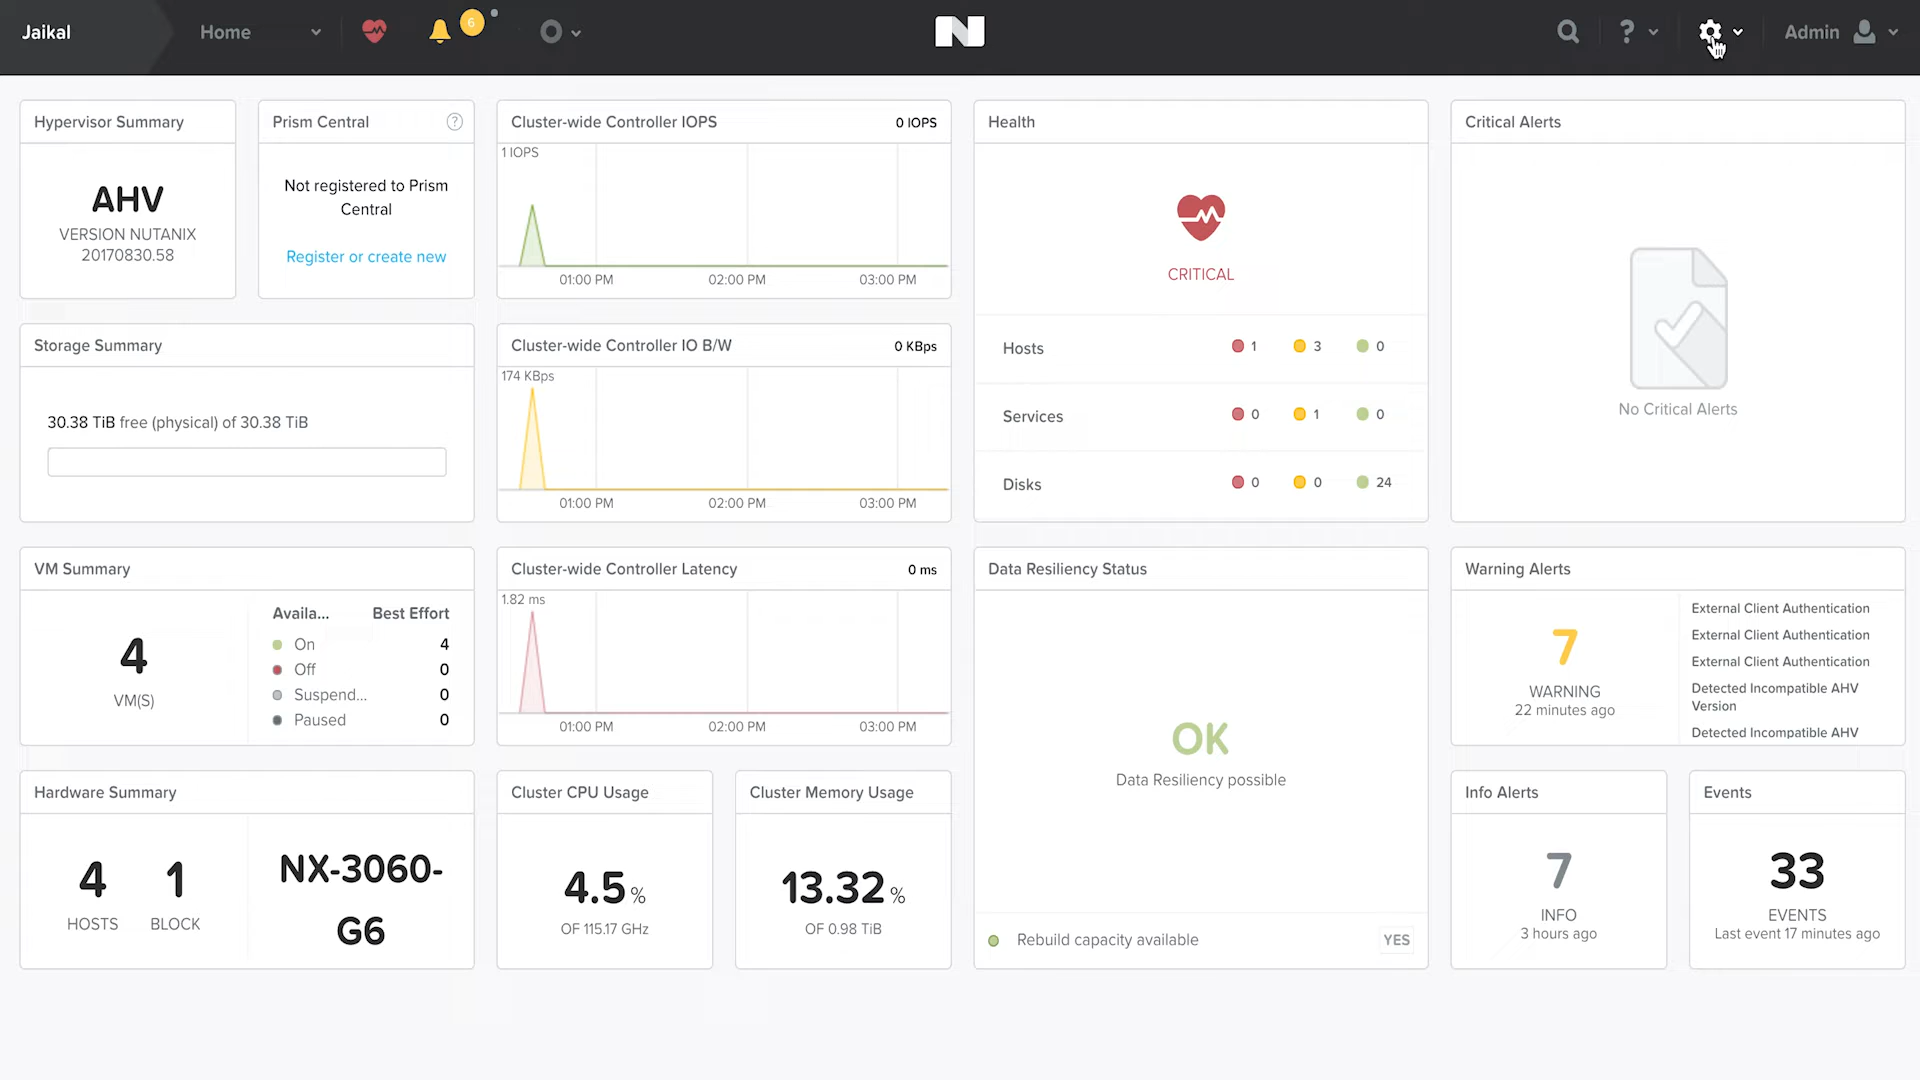 Jaikal
Home
6
?
Admin
Hypervisor Summary
AHV
VERSION NUTANIX
20170830.58
Prism Central
?
Not registered to Prism
Central
Register or create new
Cluster-wide Controller IOPS
0 IOPS
1 IOPS
01:00 PM
02:00 PM
03:00 PM
Health
CRITICAL
Hosts
1
3
0
Services
0
1
0
Disks
0
0
24
Critical Alerts
No Critical Alerts
Storage Summary
30.38 TiB free (physical) of 30.38 TiB
Cluster-wide Controller IO B/W
0 KBps
174 KBps
01:00 PM
02:00 PM
03:00 PM
VM Summary
4
VM(S)
Availa...
Best Effort
On
4
Off
0
Suspend...
0
Paused
0
Cluster-wide Controller Latency
0 ms
1.82 ms
01:00 PM
02:00 PM
03:00 PM
Data Resiliency Status
OK
Data Resiliency possible
Rebuild capacity available
YES
Warning Alerts
7
WARNING
22 minutes ago
External Client Authentication
External Client Authentication
External Client Authentication
Detected Incompatible AHV
Version
Detected Incompatible AHV
Hardware Summary
4
HOSTS
1
BLOCK
NX-3060-
G6
Cluster CPU Usage
4.5 %
OF 115.17 GHz
Cluster Memory Usage
13.32 %
OF 0.98 TiB
Info Alerts
7
INFO
3 hours ago
Events
33
EVENTS
Last event 17 minutes ago